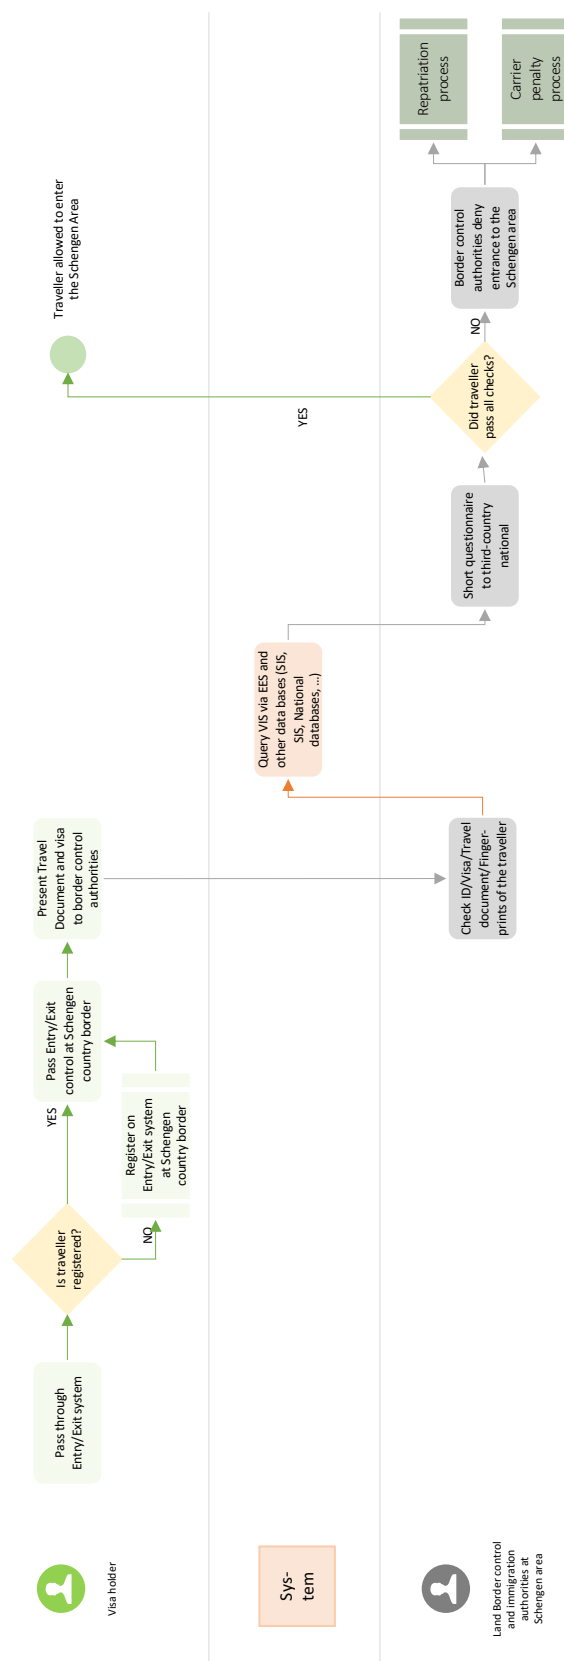 Visa holder
Pass through
Entry/Exit system
Is traveller
registered?
YES
NO
Register on
Entry/Exit system
at Schengen
country border
Pass Entry/Exit
control at Schengen
country border
Present Travel
Document and visa
to border control
authorities
Traveller allowed to enter
the Schengen Area
Sys-
tem
Query VIS via EES and
other data bases (SIS,
SIS, National
databases, ...)
YES
Land Border control
and immigration
authorities at
Schengen area
Check ID/Visa/Travel
document/Finger-
prints of the traveller
Short questionnaire
to third-country
national
Did traveller
pass all checks?
NO
Border control
authorities deny
entrance to the
Schengen area
Repatriation
process
Carrier
penalty
process